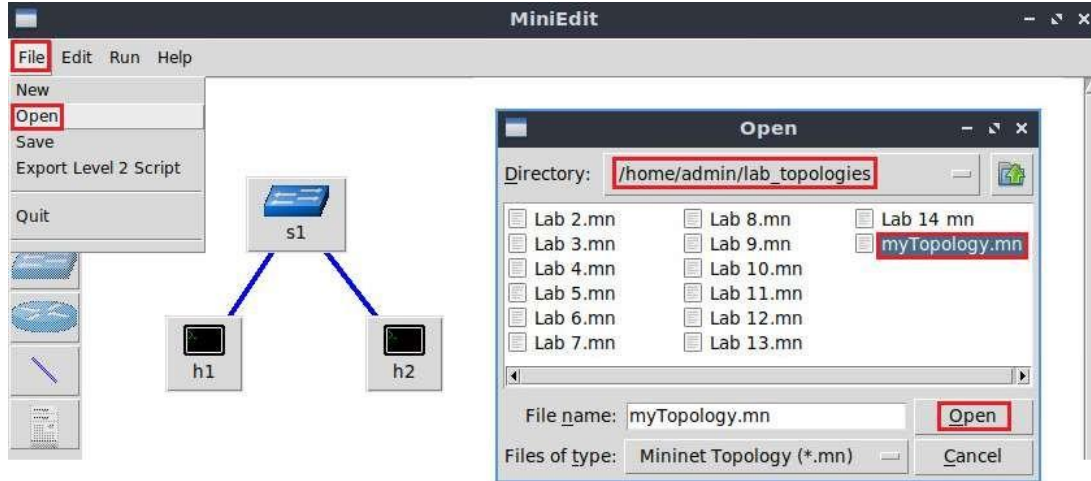 MiniEdit
File Edit Run Help
New
Open
Save
Export Level 2 Script
Quit
s1
h1
h2
Open
Directory: /home/admin/lab_topologies
Lab 2.mn
Lab 3.mn
Lab 4.mn
Lab 5.mn
Lab 6.mn
Lab 7.mn
Lab 8.mn
Lab 9.mn
Lab 10.mn
Lab 11.mn
Lab 12.mn
Lab 13.mn
Lab 14 mn
myTopology.mn
File name: myTopology.mn Open
Files of type: Mininet Topology (*.mn) Cancel